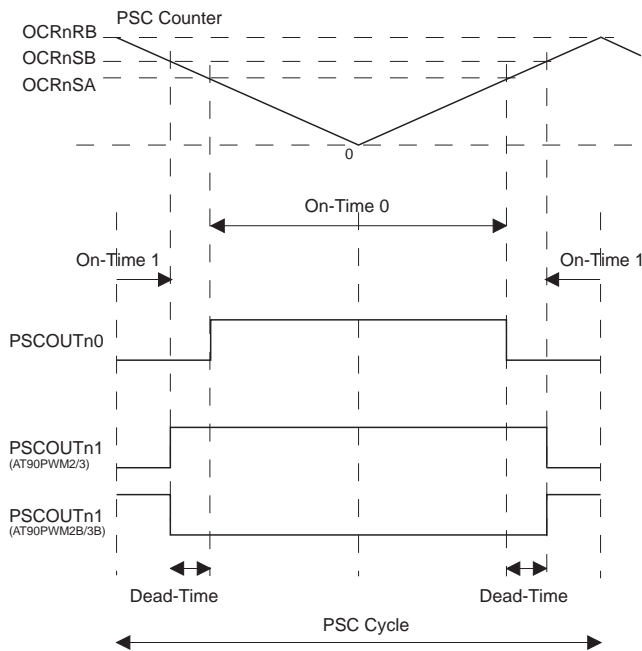 PSC Counter
OCRnRB
OCRnSB
OCRnSA
0
On-Time 0
On-Time 1
On-Time 1
PSCOUTn0
PSCOUTn1
(AT90PWM2/3)
PSCOUTn1
(AT90PWM2B/3B)
Dead-Time
Dead-Time
PSC Cycle